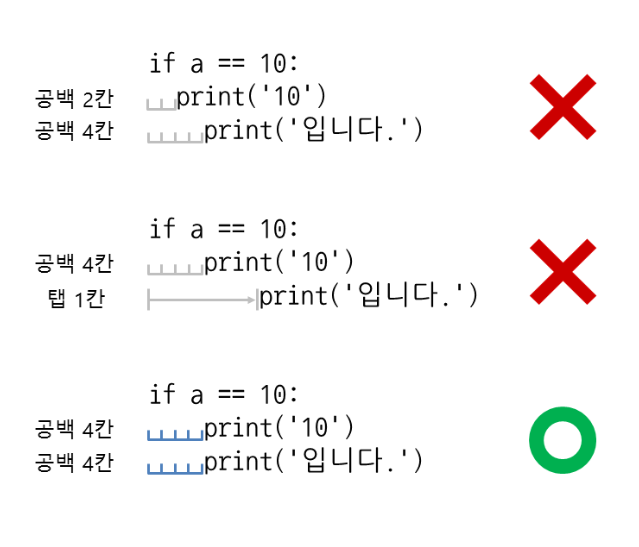 if a == 10:
공백 2칸 print('10')
공백 4칸 print('입니다.')
if a == 10:
공백 4칸 print('10')
탭 1칸 print('입니다.')
if a == 10:
공백 4칸 print('10')
공백 4칸 print('입니다.')